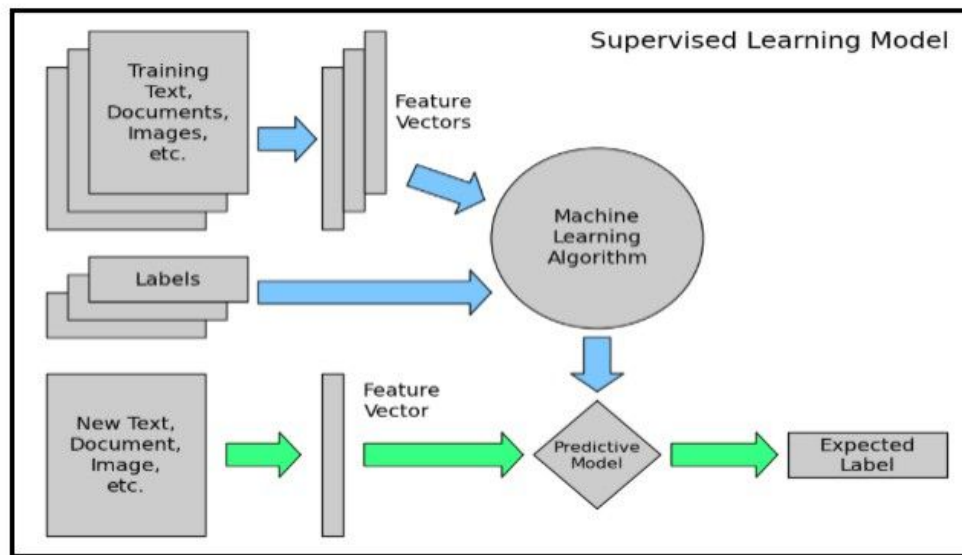 Supervised Learning Model
Training
Text,
Documents,
Images,
etc.
Feature
Vectors
Machine
Learning
Algorithm
Labels
New Text,
Document,
Image,
etc.
Feature
Vector
Predictive
Model
Expected
Label